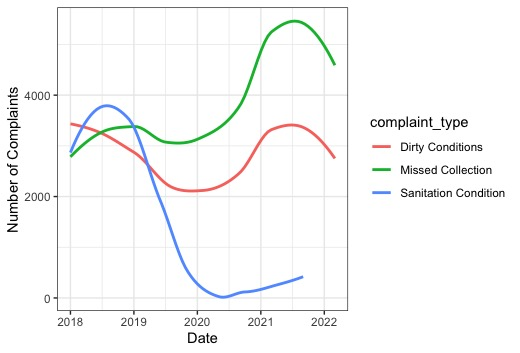 Number of Complaints
4000
2000
0
2018 2019 2020 2021 2022
Date
complaint_type
Dirty Conditions
Missed Collection
Sanitation Condition